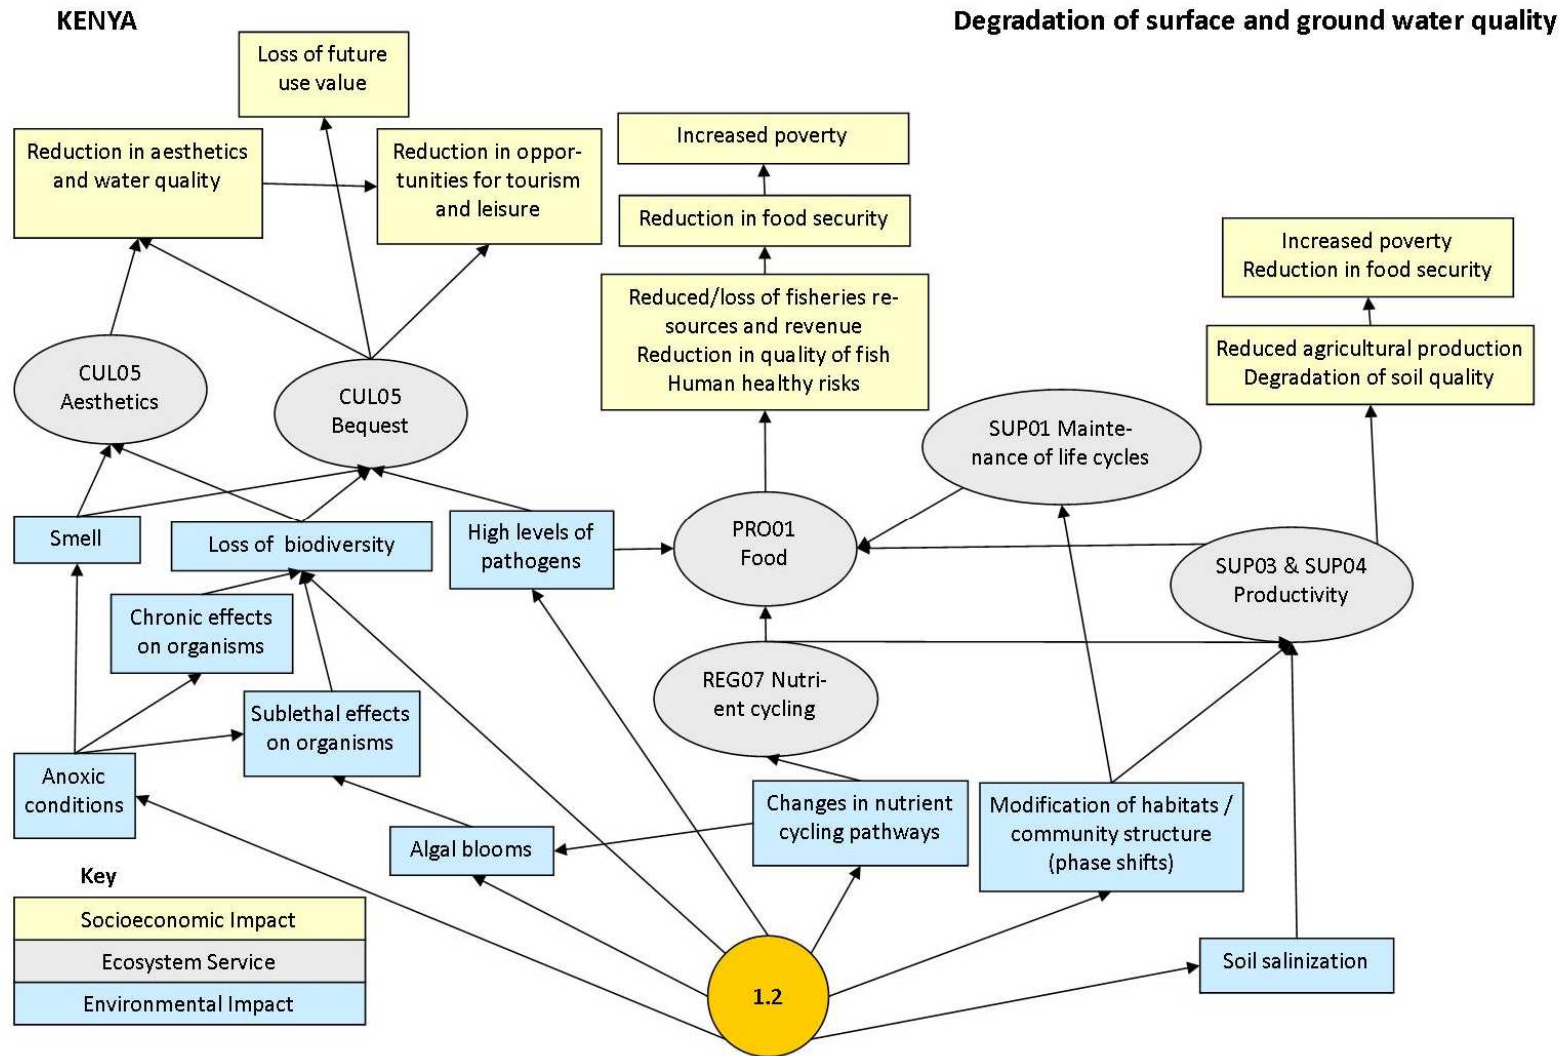 KENYA
Degradation of surface and ground water quality
Loss of future
use value
Reduction in aesthetics
and water quality
Reduction in oppor-
tunities for tourism
and leisure
Increased poverty
Reduction in food security
Reduced/loss of fisheries re-
sources and revenue
Reduction in quality of fish
Human healthy risks
Increased poverty
Reduction in food security
Reduced agricultural production
Degradation of soil quality
CUL05
Aesthetics
CUL05
Bequest
SUP01 Mainte-
nance of life cycles
PRO01
Food
SUP03 & SUP04
Productivity
REG07 Nutri-
ent cycling
Smell
Loss of biodiversity
High levels of
pathogens
Chronic effects
on organisms
Sublethal effects
on organisms
Anoxic
conditions
Algal blooms
Changes in nutrient
cycling pathways
Modification of habitats /
community structure
(phase shifts)
Soil salinization
1.2
Key
Socioeconomic Impact
Ecosystem Service
Environmental Impact